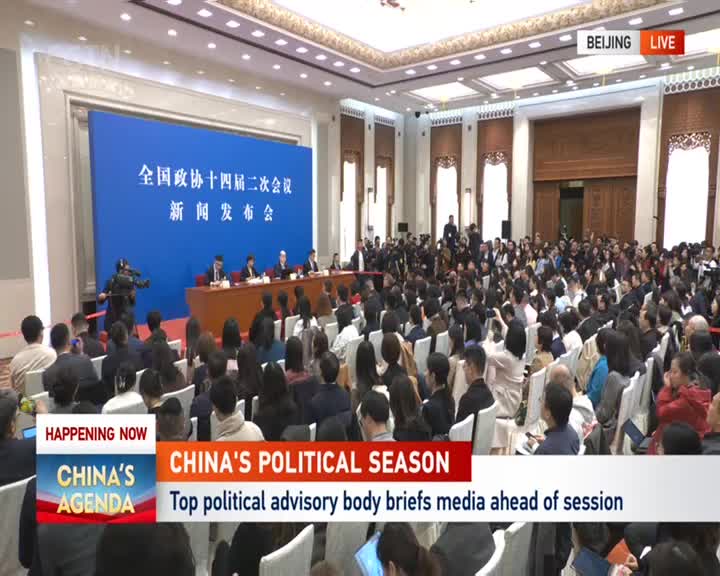 CGTN
BEIJING LIVE
全国政协十四届二次会议
新闻发布会
HAPPENING NOW
CHINA'S POLITICAL SEASON
CHINA'S
AGENDA
Top political advisory body briefs media ahead of session